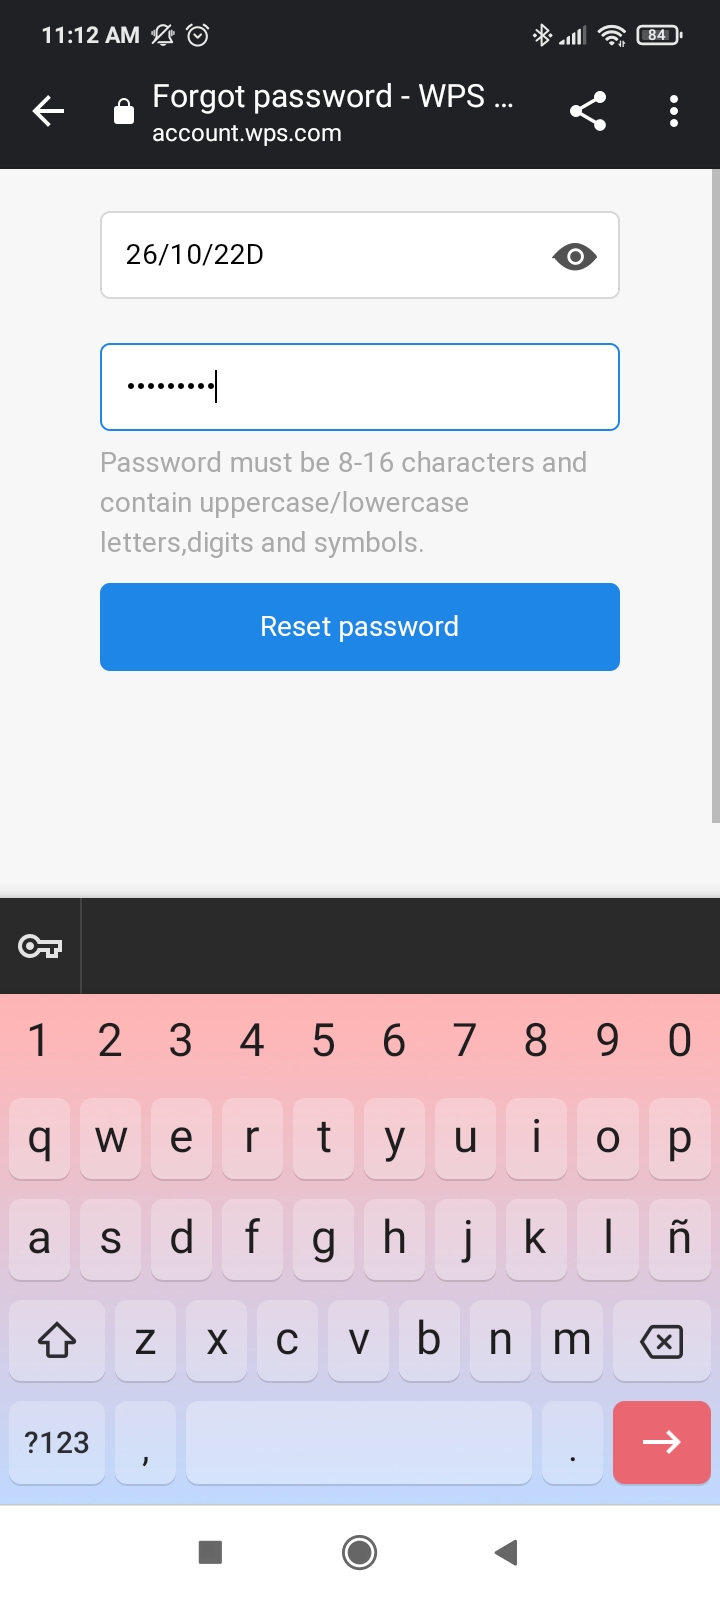 11:12 AM 84
Forgot password - WPS ...
account.wps.com
26/10/22D
•••••••••
Password must be 8-16 characters and
contain uppercase/lowercase
letters,digits and symbols.
Reset password
1 2 3 4 5 6 7 8 9 0
q w e r t y u i o p
a s d f g h j k l ñ
z x c v b n m
?123 , .